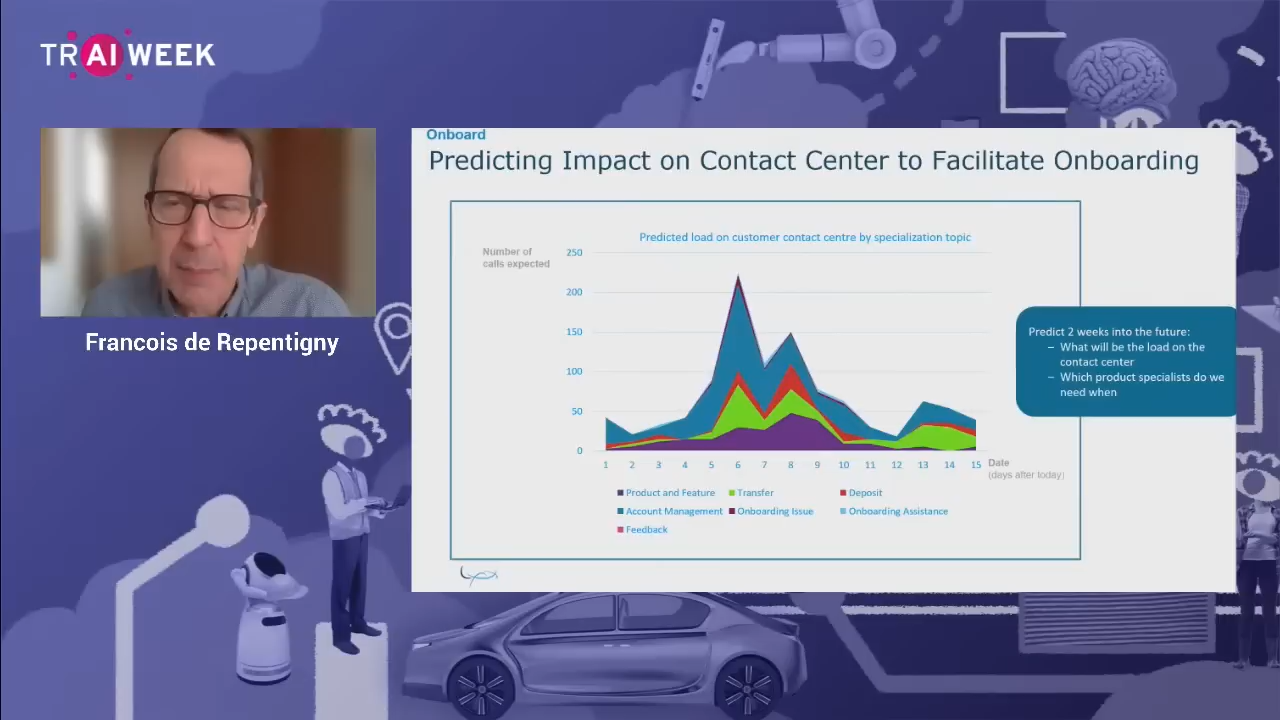 TRAIWEEK
Francois de Repentigny
Onboard
Predicting Impact on Contact Center to Facilitate Onboarding
Predicted load on customer contact centre by specialization topic
Number of
calls expected
250
200
150
100
50
0
1 2 3 4 5 6 7 8 9 10 11 12 13 14 15
Date
(days after today)
Product and Feature Transfer Deposit
Account Management Onboarding Issue Onboarding Assistance
Feedback
Predict 2 weeks into the future:
– What will be the load on the
contact center
– Which product specialists do we
need when